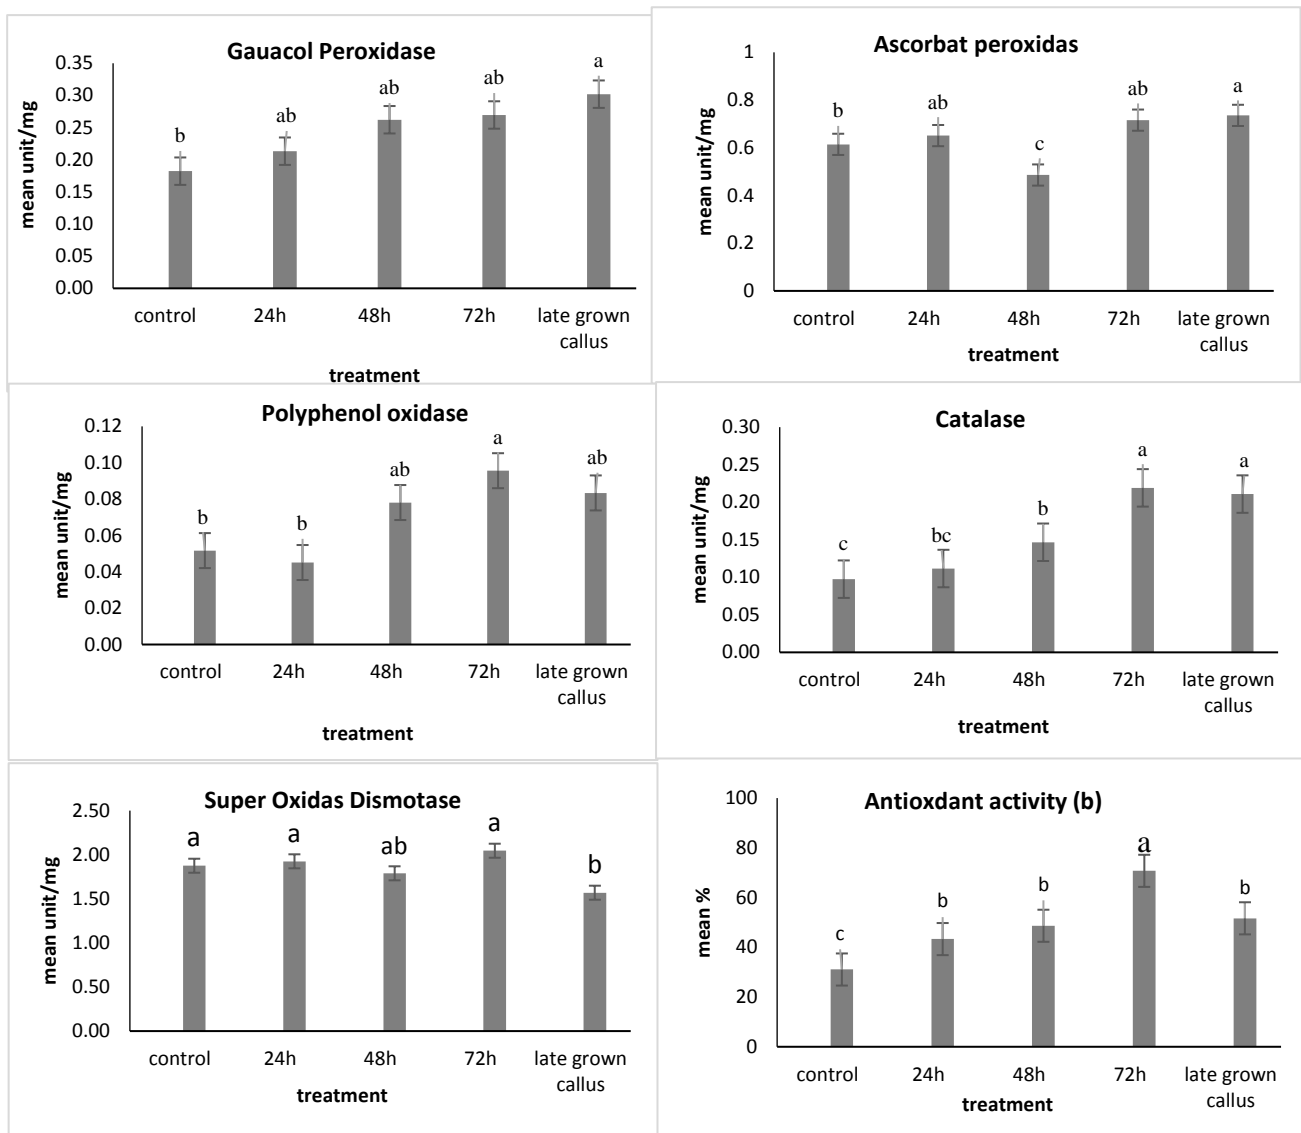 Gauacol Peroxidase
mean unit/mg
0.35
0.30
0.25
0.20
0.15
0.10
0.05
0.00
b
ab
ab
ab
a
control 24h 48h 72h late grown
callus
treatment
Ascorbat peroxidas
mean unit/mg
1
0.8
0.6
0.4
0.2
0
b
ab
c
ab
a
control 24h 48h 72h late grown
callus
treatment
Polyphenol oxidase
mean unit/mg
0.12
0.10
0.08
0.06
0.04
0.02
0.00
b
b
ab
a
ab
control 24h 48h 72h late grown
callus
treatment
Catalase
mean unit/mg
0.30
0.25
0.20
0.15
0.10
0.05
0.00
c
bc
b
a
a
control 24h 48h 72h late grown
callus
treatment
Super Oxidas Dismotase
mean unit/mg
2.50
2.00
1.50
1.00
0.50
0.00
a
a
ab
a
b
control 24h 48h 72h late grown
callus
treatment
Antioxdant activity (b)
mean %
100
80
60
40
20
0
c
b
b
a
b
control 24h 48h 72h late grown
callus
treatment